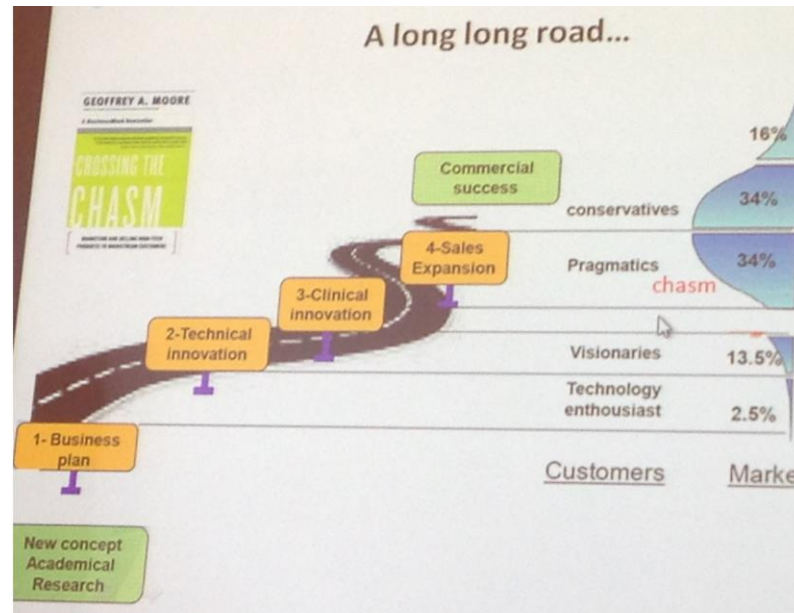 A long long road...
GEOFFREY A. MOORE
CROSSING THE
CHASM
Commercial
success
16%
conservatives
34%
4-Sales
Expansion
Pragmatics
34%
chasm
3-Clinical
innovation
2-Technical
innovation
Visionaries
13.5%
Technology
enthousiast
2.5%
1- Business
plan
Customers
Marke
New concept
Academical
Research